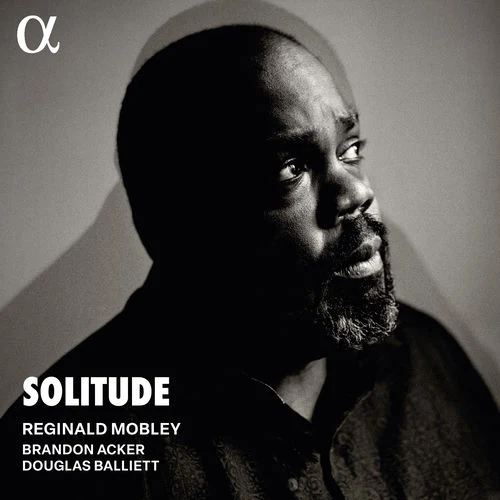 α
SOLITUDE
REGINALD MOBLEY
BRANDON ACKER
DOUGLAS BALLIETT